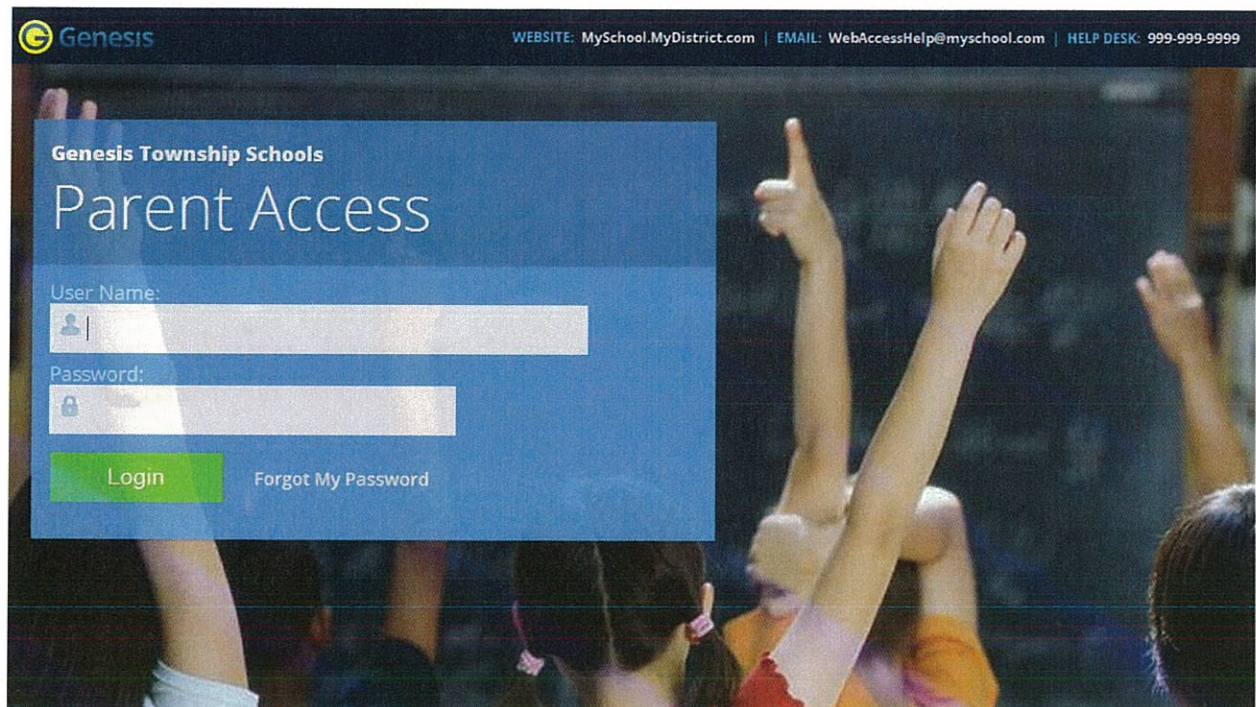 Genesis
WEBSITE: MySchool.MyDistrict.com | EMAIL: WebAccessHelp@myschool.com | HELP DESK: 999-999-9999
Genesis Township Schools
Parent Access
User Name:
Password:
Login
Forgot My Password